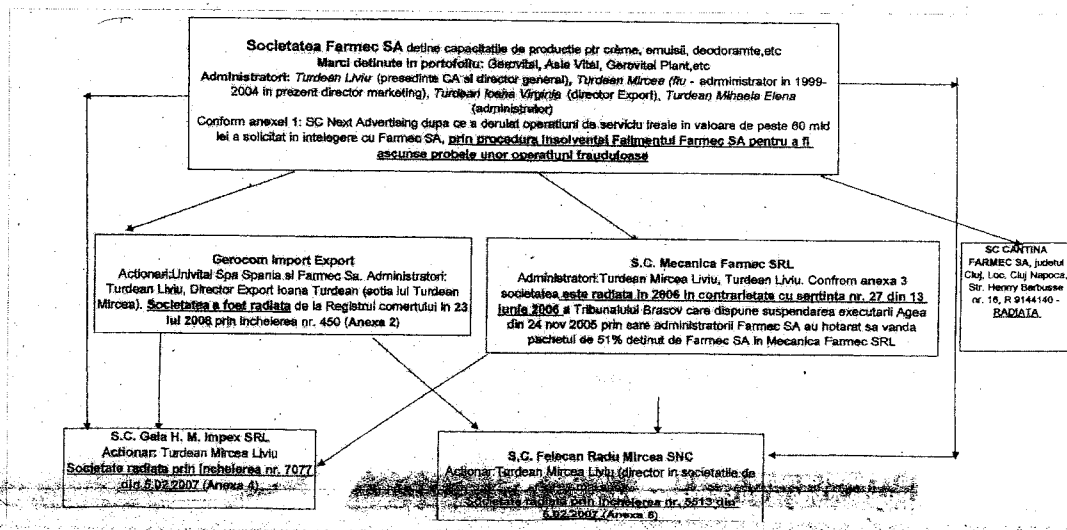 Societatea Farmec SA detine capacitatile de productie ptr creme, emulsii, deodoramte,etc
Marci detinute in portofoliu: Gerovital, Asle Vital, Gerovital Plant,etc
Administratori: Turdean Liviu (presedinte CA si director general), Turdean Mircea (fiu - administrator in 1999-
2004 in prezent director marketing), Turdean Ioana Virginia (director Export), Turdean Mihaela Elena
(administrator)
Conform anexei 1: SC Next Advertising dupa ce a derulat operatiuni de serviciu ireale in valoare de peste 60 mld
lei a solicitat in intelegere cu Farmec SA, prin procedura insolventei Falimentul Farmec SA pentru a fi
ascunse probele unor operatiuni frauduloase
Gerocom Import Export
Actionari:Univital Spa Spania si Farmec Sa. Administratori:
Turdean Liviu, Director Export Ioana Turdean (sotia lui Turdean
Mircea). Societatea a fost radiata de la Registrul comertului in 23
iul 2008 prin incheierea nr. 450 (Anexa 2)
S.C. Mecanica Farmec SRL
Administratori:Turdean Mircea Liviu, Turdean Liviu. Confrom anexa 3
societatea este radiata in 2006 in contrarietate cu sentinta nr. 27 din 13
iunie 2006 a Tribunalului Brasov care dispune suspendarea executarii Agea
din 24 nov 2005 prin sare administratorii Farmec SA au hotarat sa vanda
pachetul de 51% detinut de Farmec SA in Mecanica Farmec SRL
SC CANTINA
FARMEC SA, judetul
Cluj, Loc. Cluj Napoca,
Str. Henrry Barbusse
nr. 16, R 9144140 -
RADIATA
S.C. Gala H. M. Impex SRL
Actionar: Turdean Mircea Liviu
Societate radiata prin incheierea nr. 7077
din 5.02.2007 (Anexa 4)
S.C. Felecan Radu Mircea SNC
Actionar:Turdean Mircea Liviu (director in societatile de
Societate radiata prin incheierea nr. 5513 din
5.02.2007 (Anexa 5)